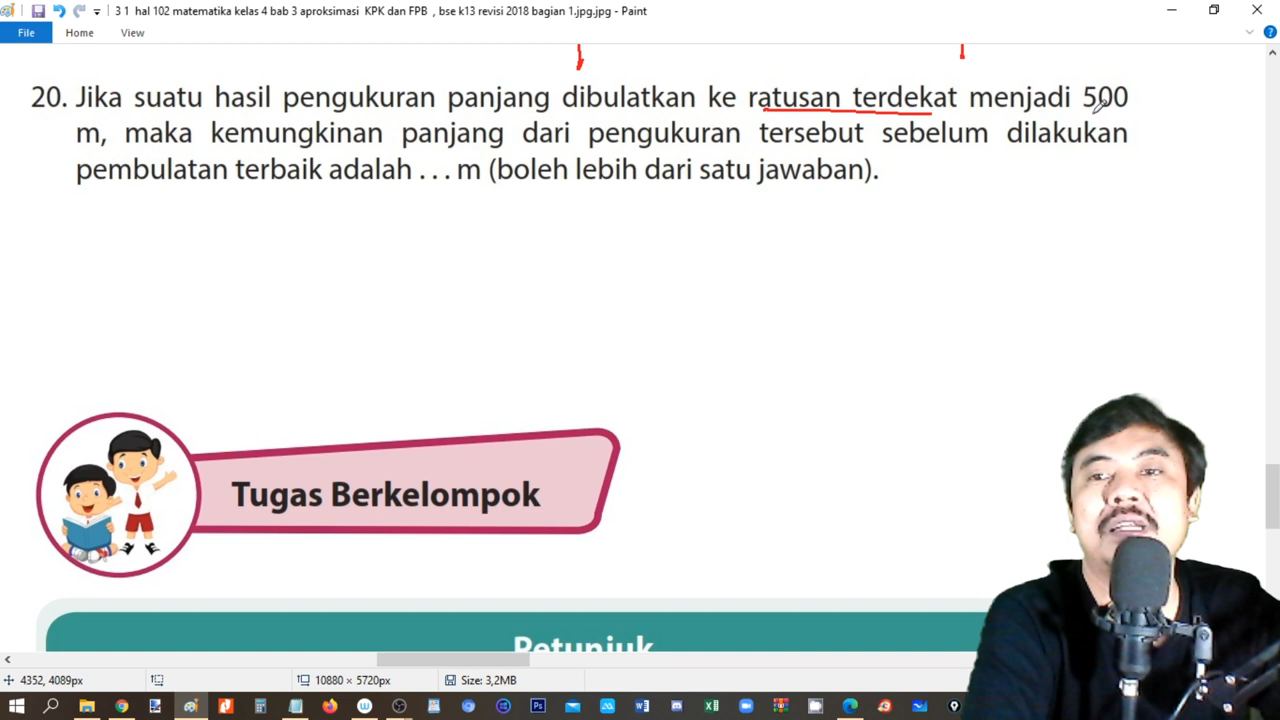 3 1 hal 102 matematika kelas 4 bab 3 aproksimasi KPK dan FPB , bse k13 revisi 2018 bagian 1.jpg.jpg - Paint
File Home View
20. Jika suatu hasil pengukuran panjang dibulatkan ke ratusan terdekat menjadi 500
m, maka kemungkinan panjang dari pengukuran tersebut sebelum dilakukan
pembulatan terbaik adalah . . . m (boleh lebih dari satu jawaban).
Tugas Berkelompok
Petunjuk
4352, 4089px 10880 × 5720px Size: 3,2MB